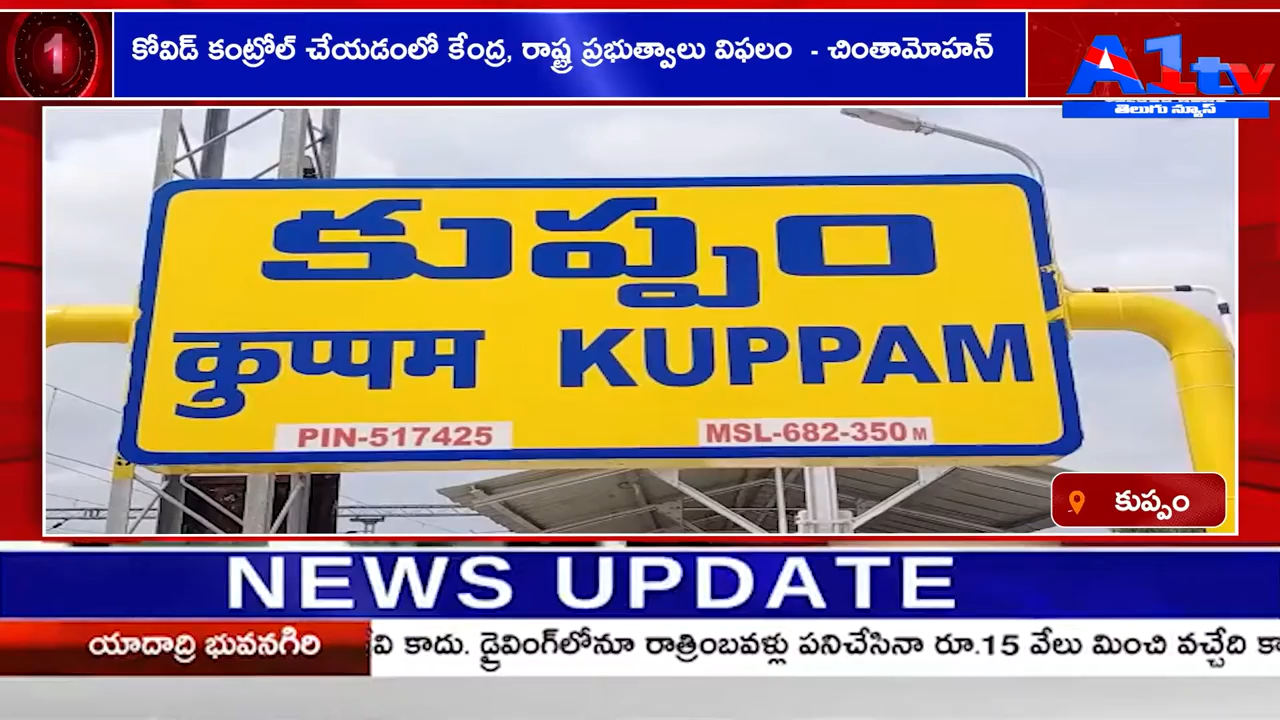 1
కోవిడ్ కంట్రోల్ చేయడంలో కేంద్ర, రాష్ట్ర ప్రభుత్వాలు విఫలం - చింతామోహన్
A1tv
తెలుగు న్యూస్
కుప్పం
कुप्पम KUPPAM
PIN-517425 MSL-682-350 M
కుప్పం
NEWS UPDATE
యాదాద్రి భువనగిరి
కాదు. డ్రైవింగ్‌లోనూ రాత్రింబవళ్లు పనిచేసినా రూ.15 వేలు మించి వచ్చేది